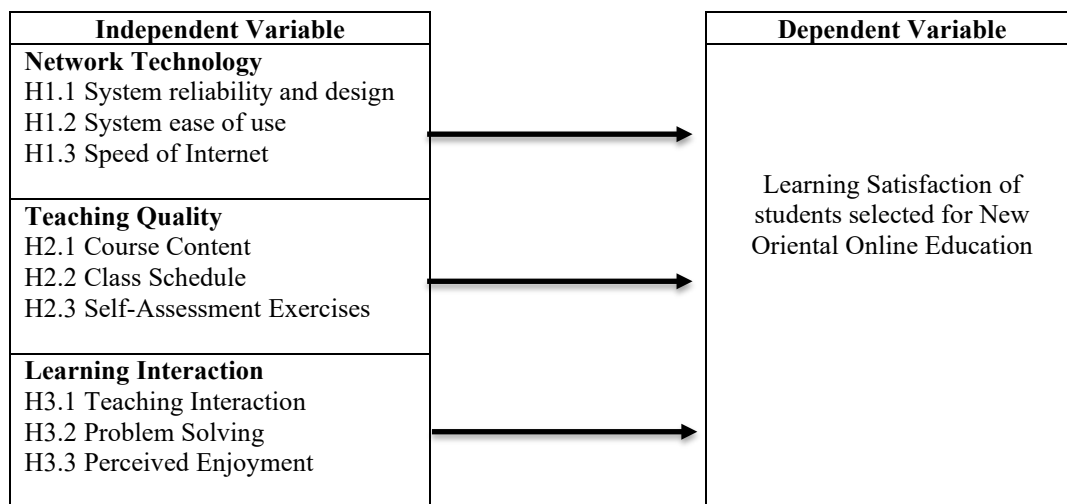 Independent Variable
Network Technology
H1.1 System reliability and design
H1.2 System ease of use
H1.3 Speed of Internet
Teaching Quality
H2.1 Course Content
H2.2 Class Schedule
H2.3 Self-Assessment Exercises
Learning Interaction
H3.1 Teaching Interaction
H3.2 Problem Solving
H3.3 Perceived Enjoyment
Dependent Variable
Learning Satisfaction of
students selected for New
Oriental Online Education